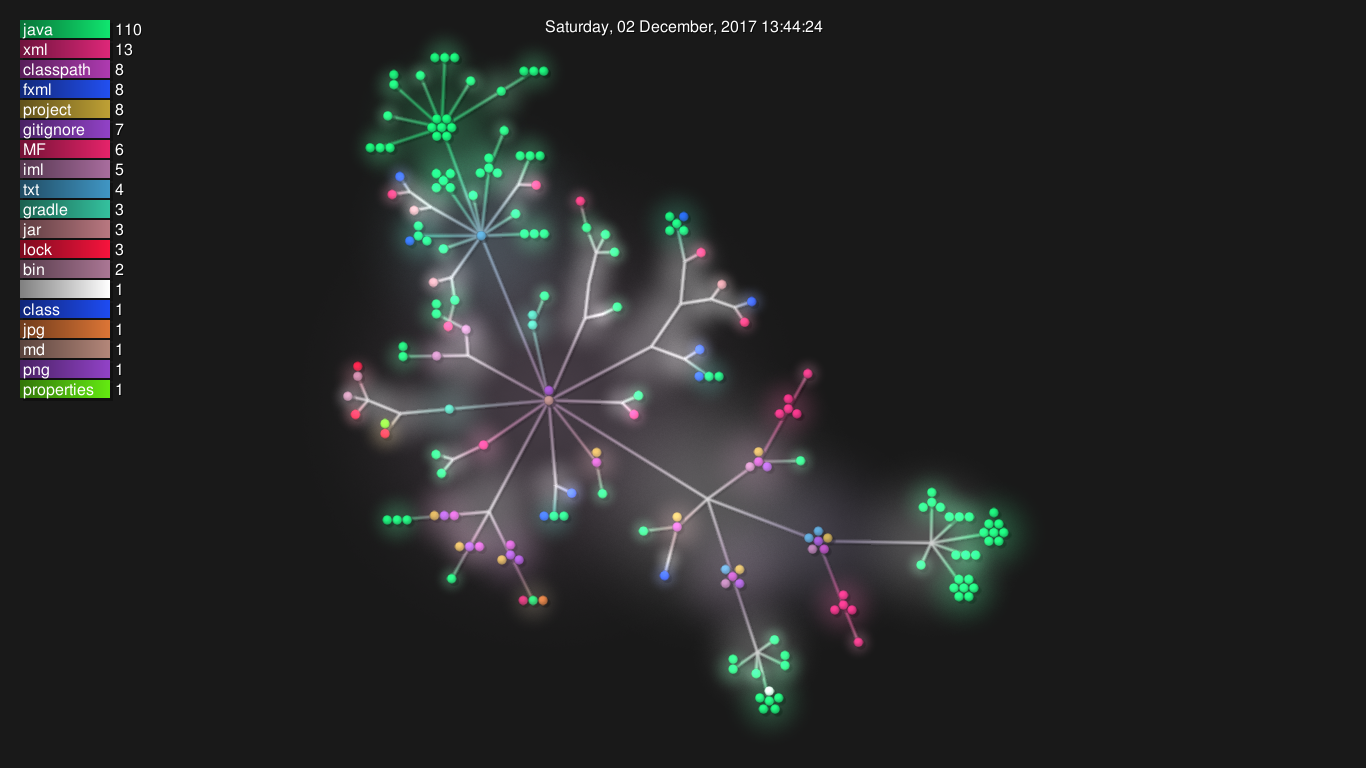 Saturday, 02 December, 2017 13:44:24
java 110
xml 13
classpath 8
fxml 8
project 8
gitignore 7
MF 6
iml 5
txt 4
gradle 3
jar 3
lock 3
bin 2
1
class 1
jpg 1
md 1
png 1
properties 1